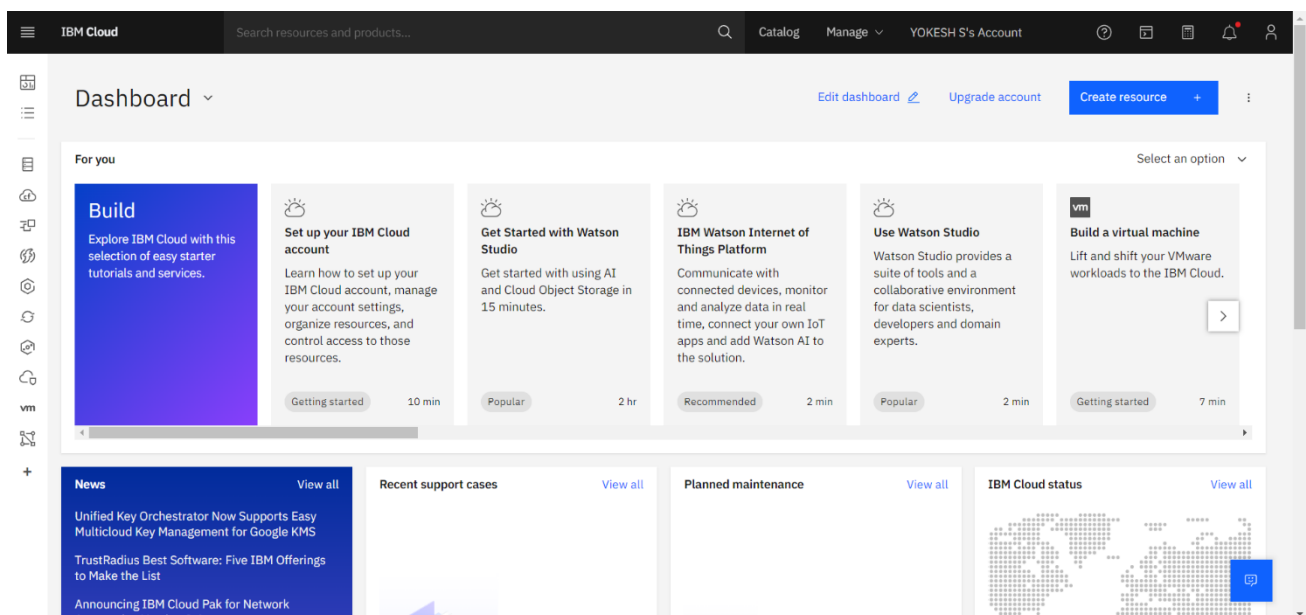 IBM Cloud
Search resources and products...
Catalog
Manage
YOKESH S's Account
Dashboard
Edit dashboard
Upgrade account
Create resource +
For you
Select an option
Build
Explore IBM Cloud with this
selection of easy starter
tutorials and services.
Set up your IBM Cloud
account
Learn how to set up your
IBM Cloud account, manage
your account settings,
organize resources, and
control access to those
resources.
Getting started
10 min
Get Started with Watson
Studio
Get started with using AI
and Cloud Object Storage in
15 minutes.
Popular
2 hr
IBM Watson Internet of
Things Platform
Communicate with
connected devices, monitor
and analyze data in real
time, connect your own IoT
apps and add Watson AI to
the solution.
Recommended
2 min
Use Watson Studio
Watson Studio provides a
suite of tools and a
collaborative environment
for data scientists,
developers and domain
experts.
Popular
2 min
vm
Build a virtual machine
Lift and shift your VMware
workloads to the IBM Cloud.
Getting started
7 min
vm
News
View all
Unified Key Orchestrator Now Supports Easy
Multicloud Key Management for Google KMS
TrustRadius Best Software: Five IBM Offerings
to Make the List
Announcing IBM Cloud Pak for Network
Recent support cases
View all
Planned maintenance
View all
IBM Cloud status
View all